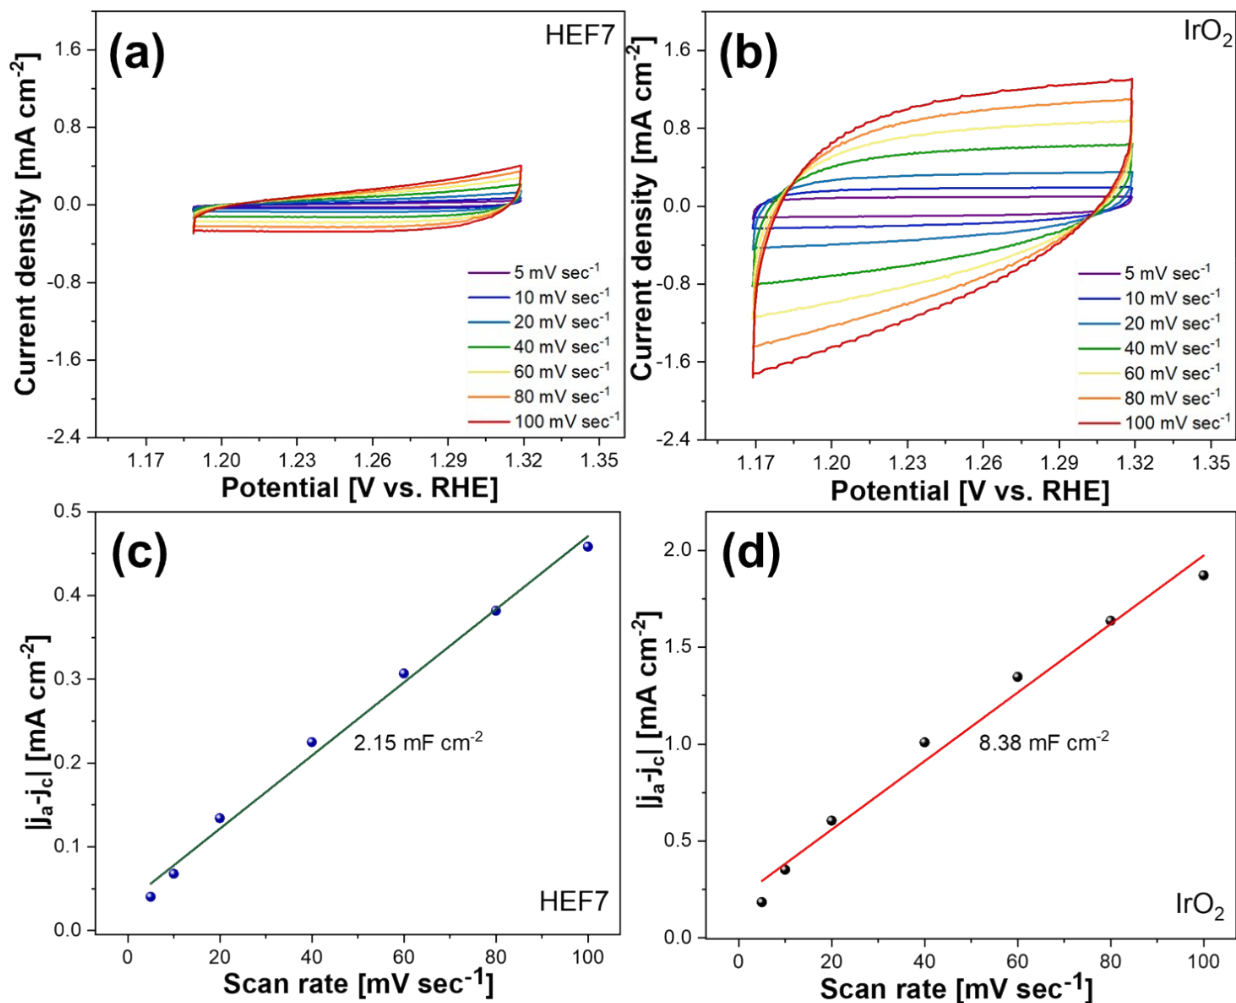 (a)
HEF7
Current density [mA cm⁻²]
1.6
0.8
0.0
-0.8
-1.6
-2.4
5 mV sec⁻¹
10 mV sec⁻¹
20 mV sec⁻¹
40 mV sec⁻¹
60 mV sec⁻¹
80 mV sec⁻¹
100 mV sec⁻¹
1.17 1.20 1.23 1.26 1.29 1.32 1.35
Potential [V vs. RHE]
(b)
IrO₂
Current density [mA cm⁻²]
1.6
0.8
0.0
-0.8
-1.6
-2.4
5 mV sec⁻¹
10 mV sec⁻¹
20 mV sec⁻¹
40 mV sec⁻¹
60 mV sec⁻¹
80 mV sec⁻¹
100 mV sec⁻¹
1.17 1.20 1.23 1.26 1.29 1.32 1.35
Potential [V vs. RHE]
(c)
|jₐ-j꜀| [mA cm⁻²]
0.5
0.4
0.3
0.2
0.1
0.0
2.15 mF cm⁻²
HEF7
0 20 40 60 80 100
Scan rate [mV sec⁻¹]
(d)
|jₐ-j꜀| [mA cm⁻²]
2.0
1.5
1.0
0.5
0.0
8.38 mF cm⁻²
IrO₂
0 20 40 60 80 100
Scan rate [mV sec⁻¹]